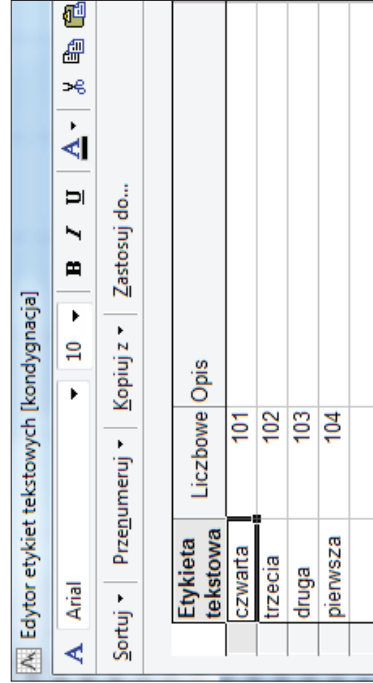 Edytor etykiet tekstowych [kondygnacja]
A Arial 10 B I U A
Sortuj Przenumeruj Kopiuj z Zastosuj do...
Etykieta tekstowa Liczbowe Opis
czwarta 101
trzecia 102
druga 103
pierwsza 104